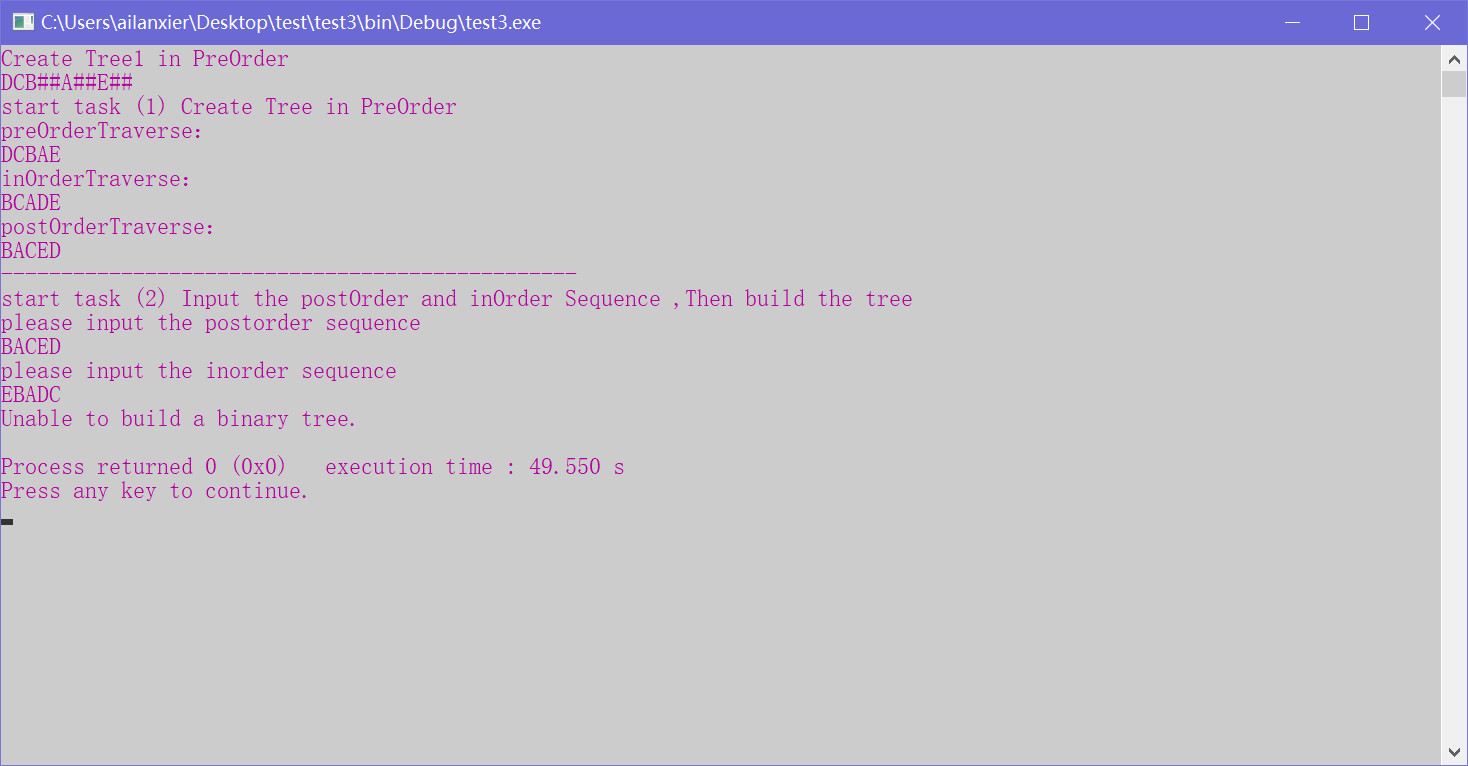 C:\Users\ailanxier\Desktop\test\test3\bin\Debug\test3.exe
Create Tree1 in PreOrder
DCB##A##E##
start task (1) Create Tree in PreOrder
preOrderTraverse:
DCBAE
inOrderTraverse:
BCADE
postOrderTraverse:
BACED
------------------------------------------------
start task (2) Input the postOrder and inOrder Sequence ,Then build the tree
please input the postorder sequence
BACED
please input the inorder sequence
EBADC
Unable to build a binary tree.
Process returned 0 (0x0)   execution time : 49.550 s
Press any key to continue.